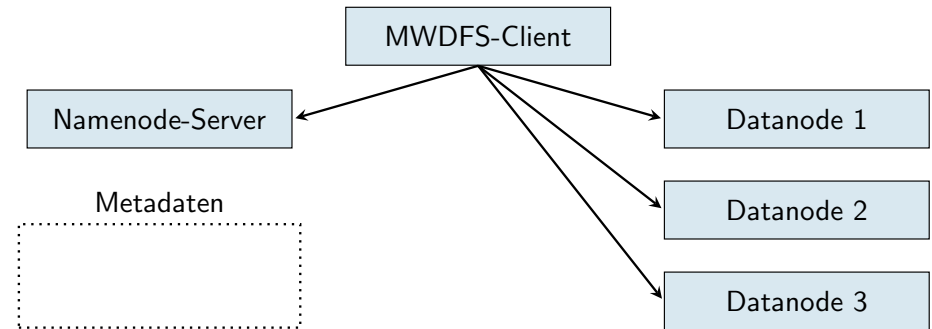 MWDFS-Client
Namenode-Server
Datanode 1
Datanode 2
Metadaten
Datanode 3